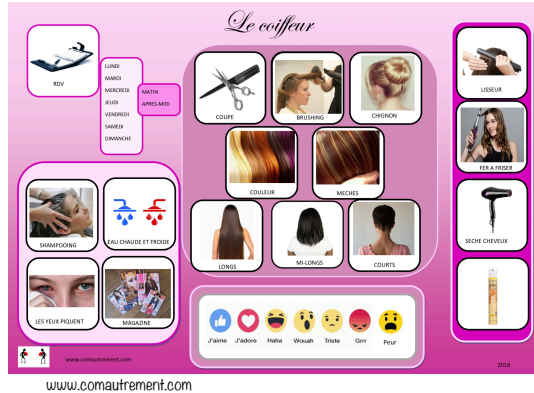 Le coiffeur
RDV
LUNDI
MARDI
MERCREDI
JEUDI
VENDREDI
SAMEDI
DIMANCHE
MATIN
APRES-MIDI
COUPE
BRUSHING
CHIGNON
COULEUR
MECHES
LONGS
MI-LONGS
COURTS
LISSEUR
FER A FRISER
SECHE CHEVEUX
SHAMPOOING
EAU CHAUDE ET FROIDE
LES YEUX PIQUENT
MAGAZINE
J'aime
J'adore
Haha
Wouah
Triste
Grrr
Peur
www.comautrement.com
2016
www.comautrement.com